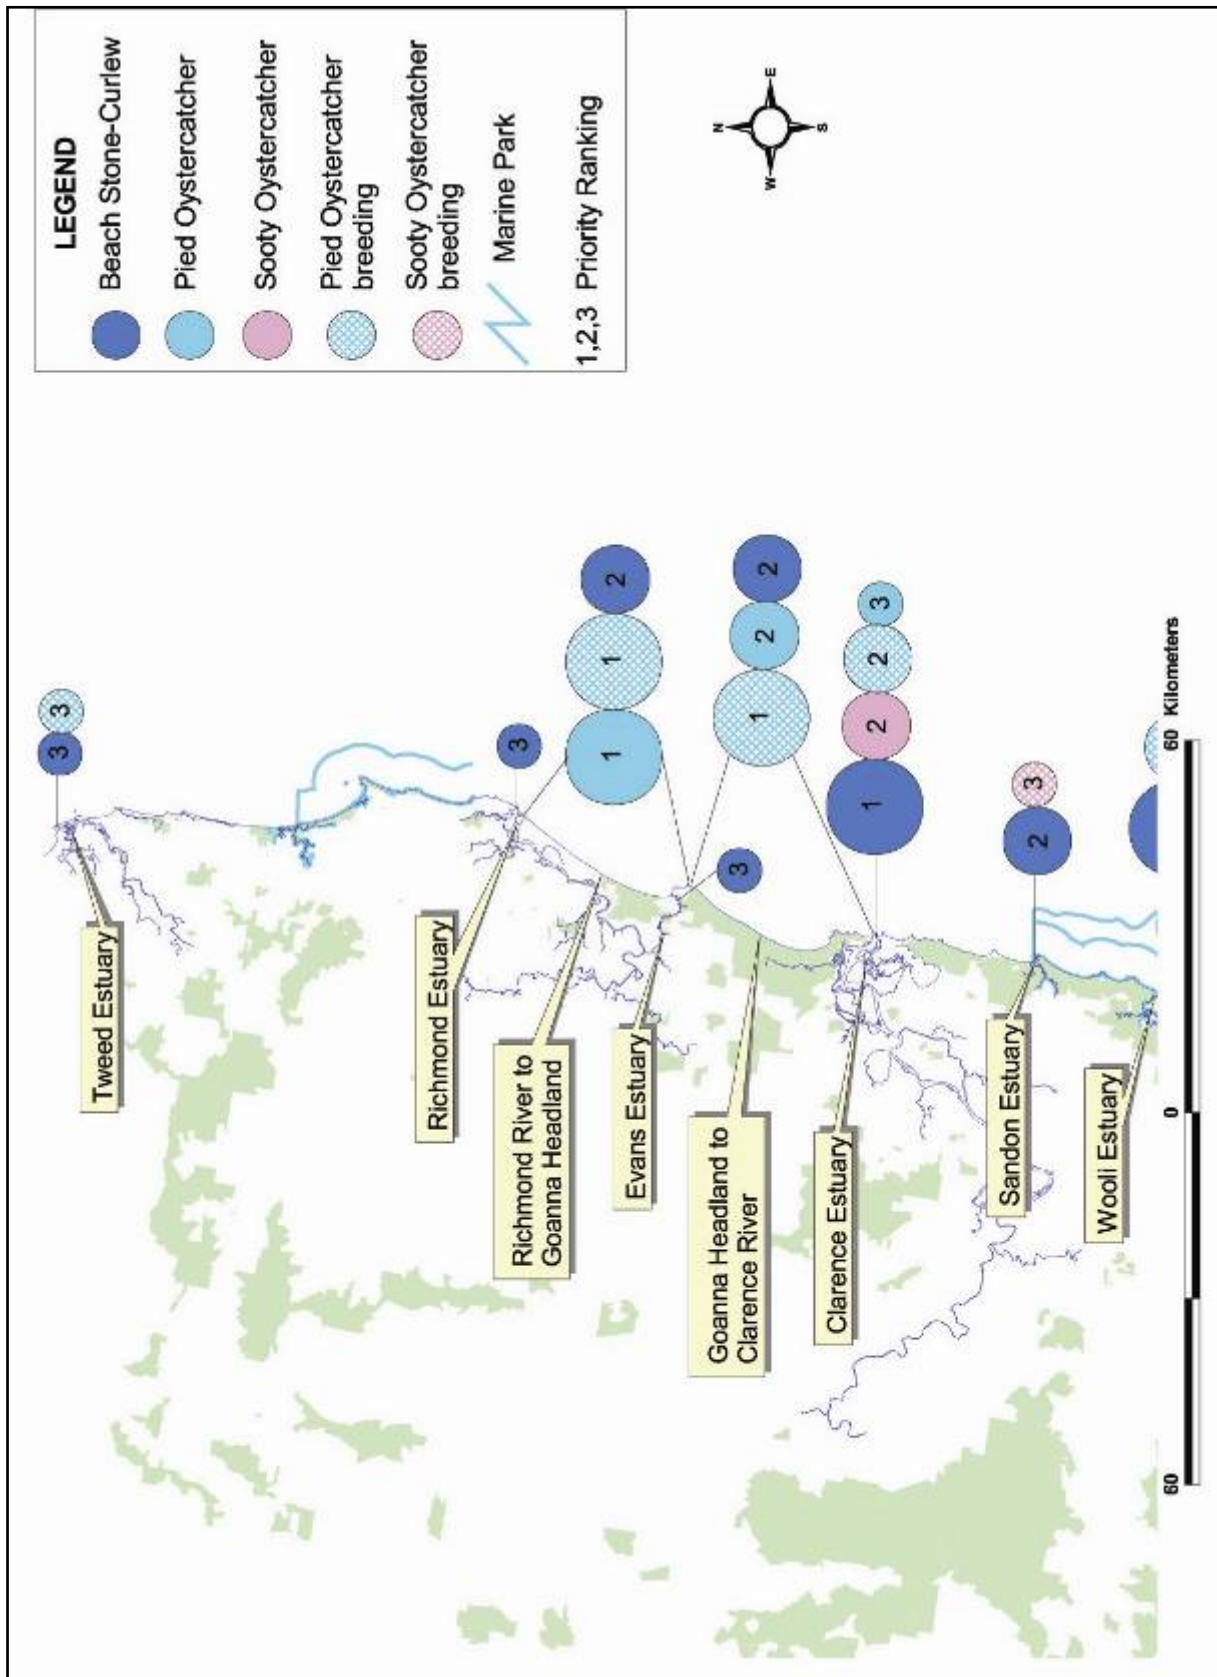 LEGEND
Beach Stone-Curlew
Pied Oystercatcher
Sooty Oystercatcher
Pied Oystercatcher
breeding
Sooty Oystercatcher
breeding
Marine Park
1,2,3 Priority Ranking
N
E
S
W
3
3
Tweed Estuary
3
Richmond Estuary
1
1
2
Richmond River to
Goanna Headland
3
Evans Estuary
1
2
2
Goanna Headland to
Clarence River
1
2
2
3
Clarence Estuary
2
3
Sandon Estuary
Wooli Estuary
60
0
60 Kilometers